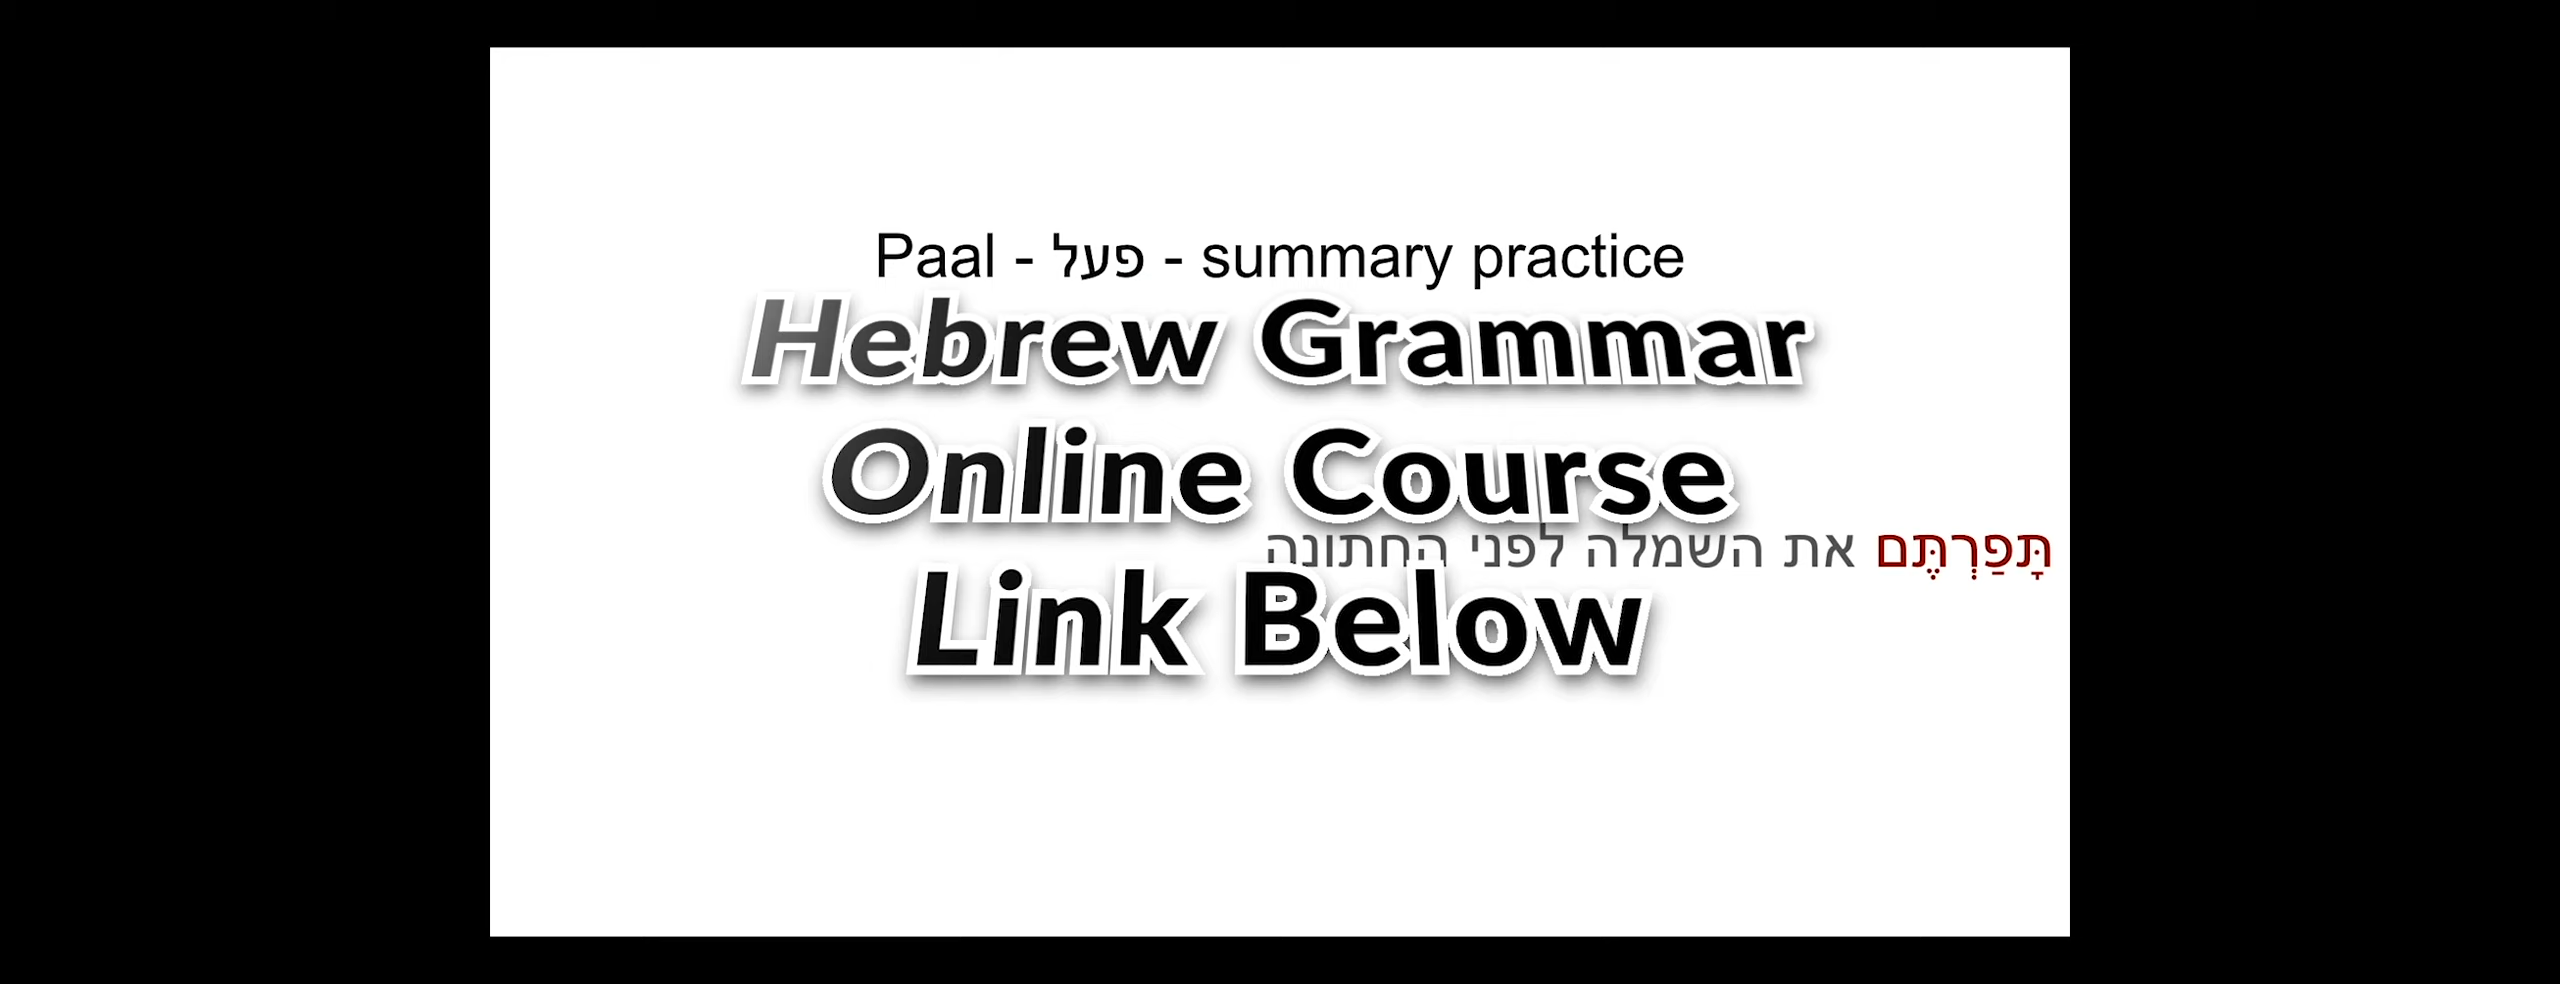 Paal - פעל - summary practice
Hebrew Grammar
Online Course
תָּפַרְתֶּם את השמלה לפני החתונה
Link Below